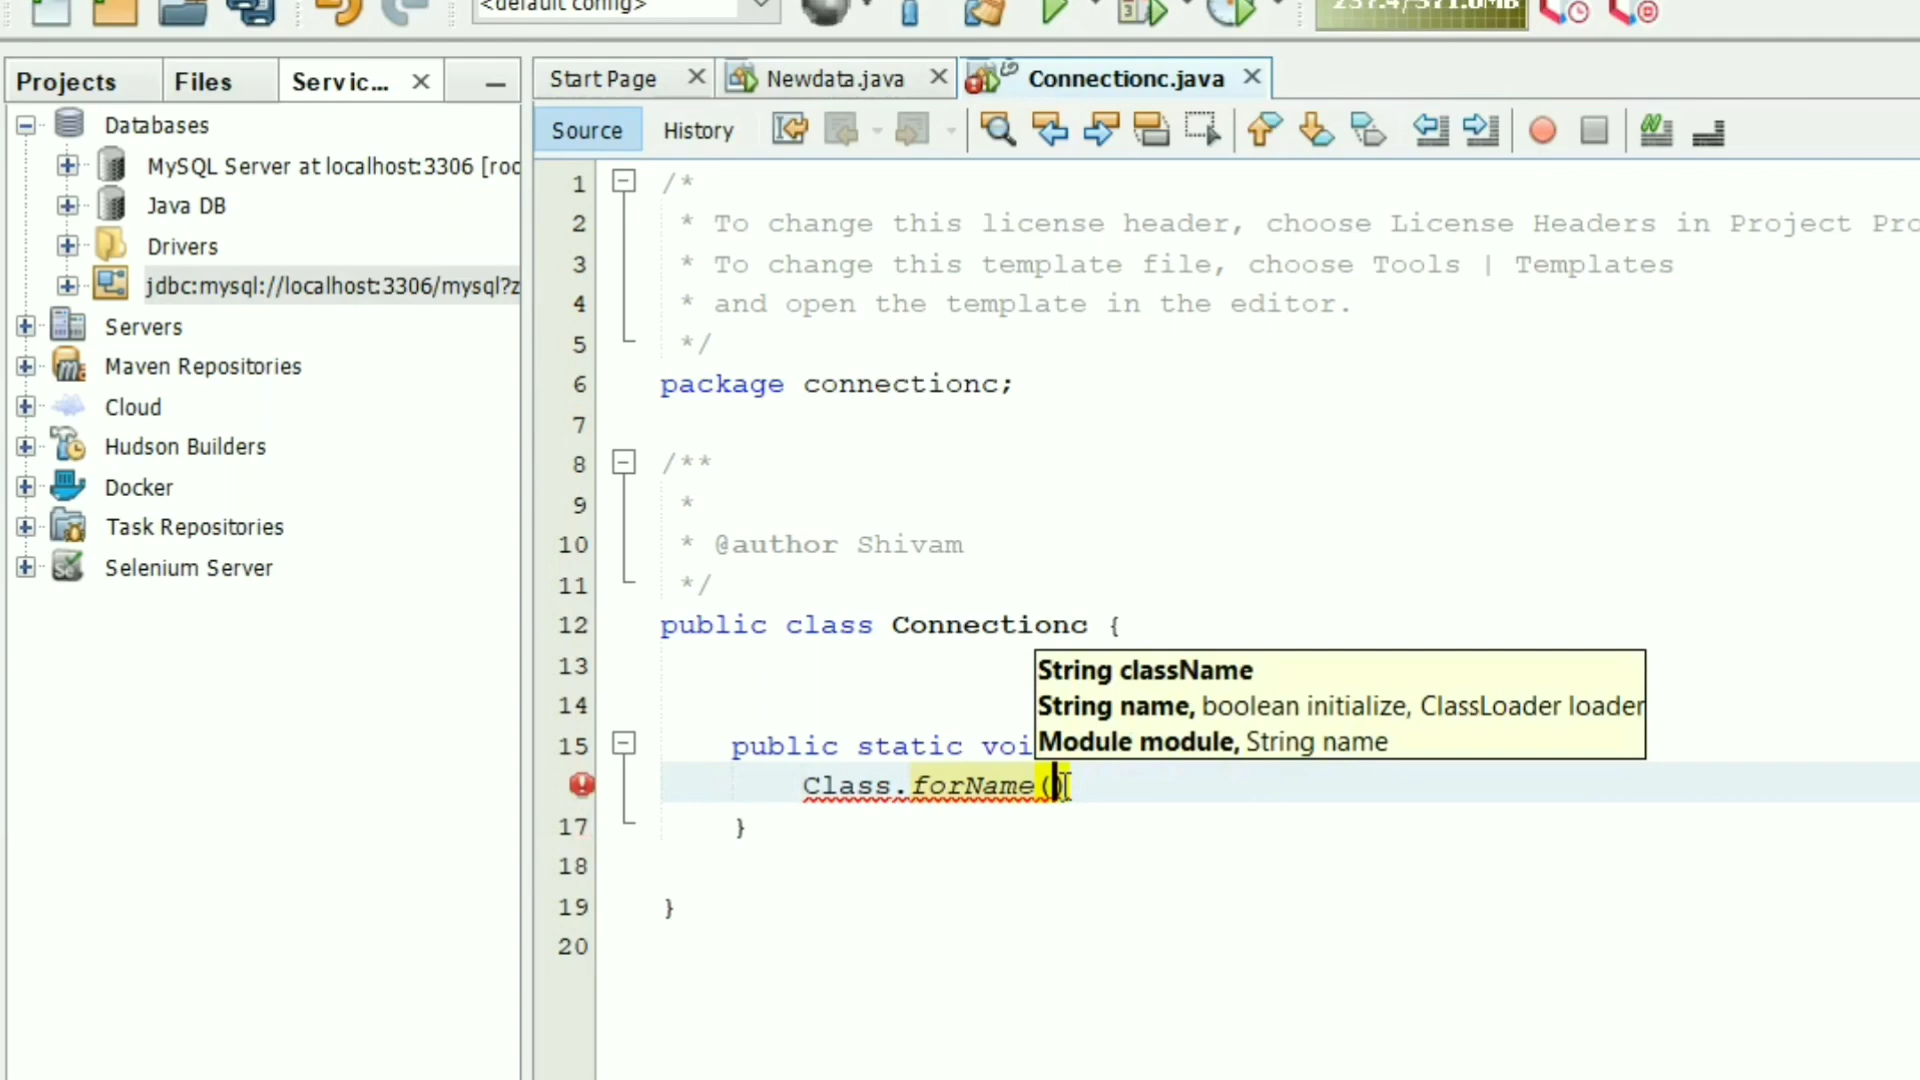 <default config>
237.4/371.0MB
Projects
Files
Servic...
Start Page
Newdata.java
Connectionc.java
Source
History
Databases
MySQL Server at localhost:3306 [roo
Java DB
Drivers
jdbc:mysql://localhost:3306/mysql?z
Servers
Maven Repositories
Cloud
Hudson Builders
Docker
Task Repositories
Selenium Server
1 /*
2 * To change this license header, choose License Headers in Project Pro
3 * To change this template file, choose Tools | Templates
4 * and open the template in the editor.
5 */
6 package connectionc;
7
8 /**
9 *
10 * @author Shivam
11 */
12 public class Connectionc {
13
14
String className
String name, boolean initialize, ClassLoader loader
Module module, String name
15 public static voi
Class.forName()
17 }
18
19 }
20